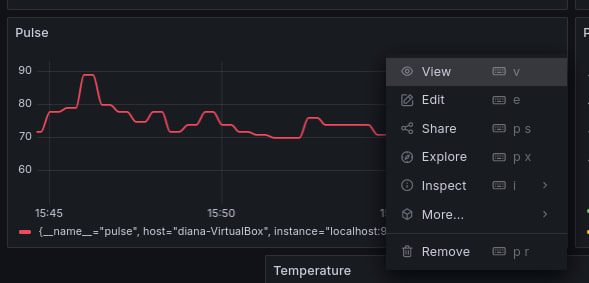 Pulse
P
90
80
70
60
15:45 15:50 15
{__name__="pulse", host="diana-VirtualBox", instance="localhost:9
View v
Edit e
Share p s
Explore p x
Inspect i
More...
Remove p r
Temperature